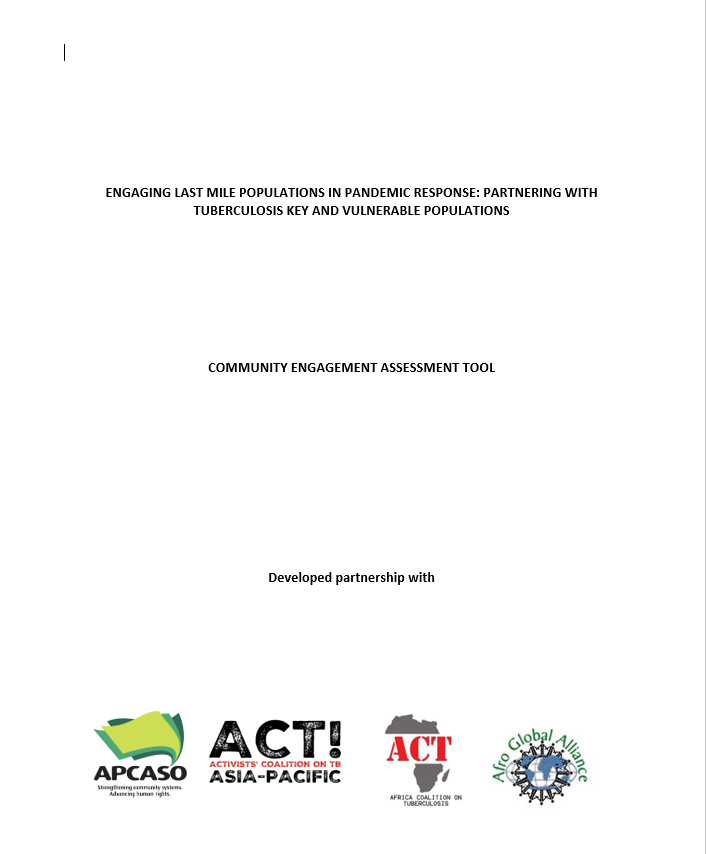 ENGAGING LAST MILE POPULATIONS IN PANDEMIC RESPONSE: PARTNERING WITH
TUBERCULOSIS KEY AND VULNERABLE POPULATIONS
COMMUNITY ENGAGEMENT ASSESSMENT TOOL
Developed partnership with
APCASO
Strengthening community systems.
Advancing human rights.
ACT!
ACTIVISTS' COALITION ON TB
ASIA-PACIFIC
ACT
AFRICA COALITION ON
TUBERCULOSIS
Afro Global Alliance